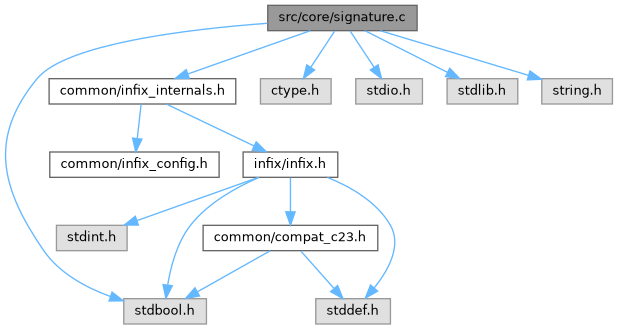 src/core/signature.c
common/infix_internals.h
ctype.h
stdio.h
stdlib.h
string.h
common/infix_config.h
infix/infix.h
stdint.h
common/compat_c23.h
stdbool.h
stddef.h